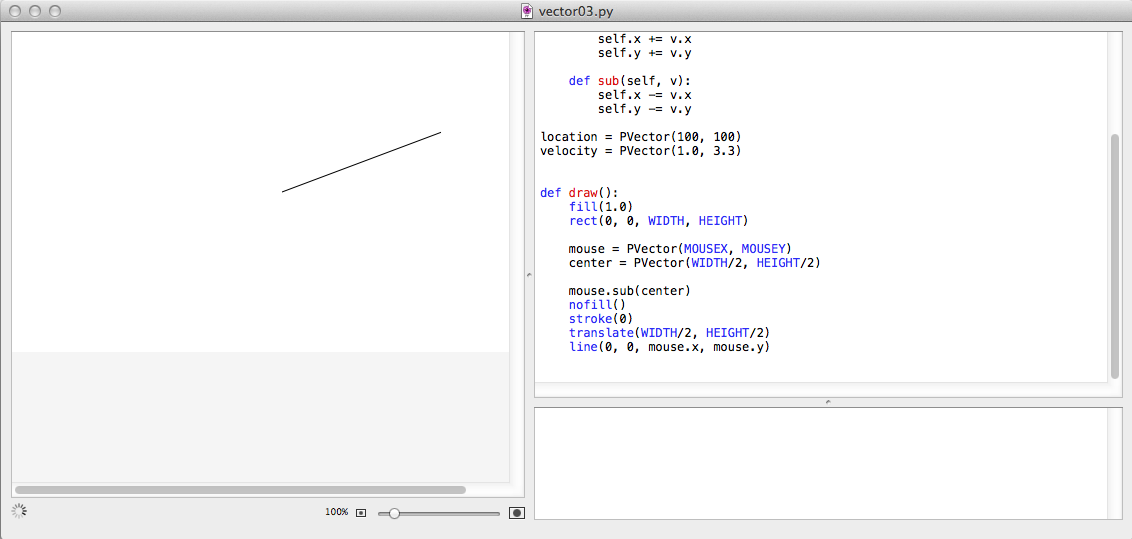 vector03.py
self.x += v.x
self.y += v.y
def sub(self, v):
self.x -= v.x
self.y -= v.y
location = PVector(100, 100)
velocity = PVector(1.0, 3.3)
def draw():
fill(1.0)
rect(0, 0, WIDTH, HEIGHT)
mouse = PVector(MOUSEX, MOUSEY)
center = PVector(WIDTH/2, HEIGHT/2)
mouse.sub(center)
nofill()
stroke(0)
translate(WIDTH/2, HEIGHT/2)
line(0, 0, mouse.x, mouse.y)
100%